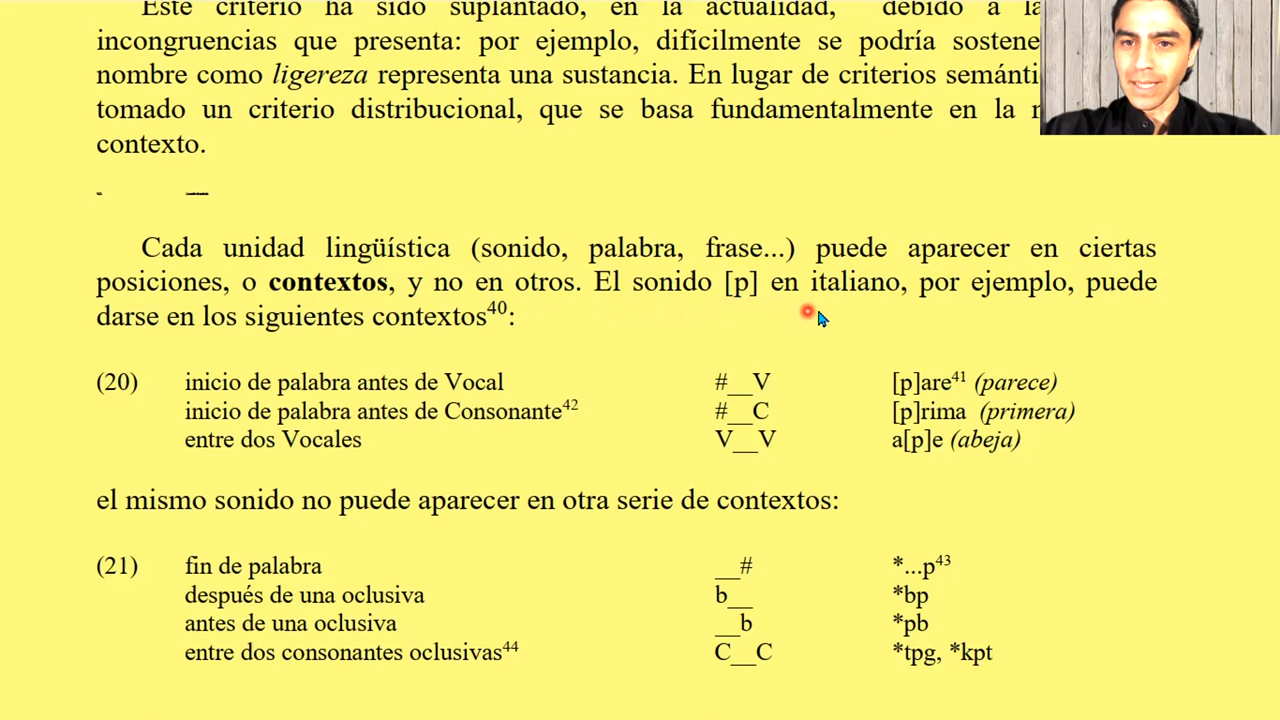 Este criterio ha sido suplantado, en la actualidad, debido a la
incongruencias que presenta: por ejemplo, difícilmente se podría sostene
nombre como ligereza representa una sustancia. En lugar de criterios semánti
tomado un criterio distribucional, que se basa fundamentalmente en la
contexto.
Cada unidad lingüística (sonido, palabra, frase...) puede aparecer en ciertas
posiciones, o contextos, y no en otros. El sonido [p] en italiano, por ejemplo, puede
darse en los siguientes contextos40:
(20) inicio de palabra antes de Vocal #__V [p]are41 (parece)
inicio de palabra antes de Consonante42 #__C [p]rima (primera)
entre dos Vocales V__V a[p]e (abeja)
el mismo sonido no puede aparecer en otra serie de contextos:
(21) fin de palabra __# *...p43
después de una oclusiva b__ *bp
antes de una oclusiva __b *pb
entre dos consonantes oclusivas44 C__C *tpg, *kpt